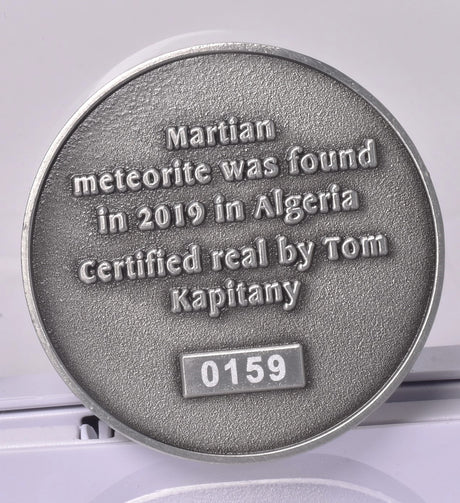 Martian
meteorite was found
in 2019 in Algeria
Certified real by Tom
Kapitany
0159